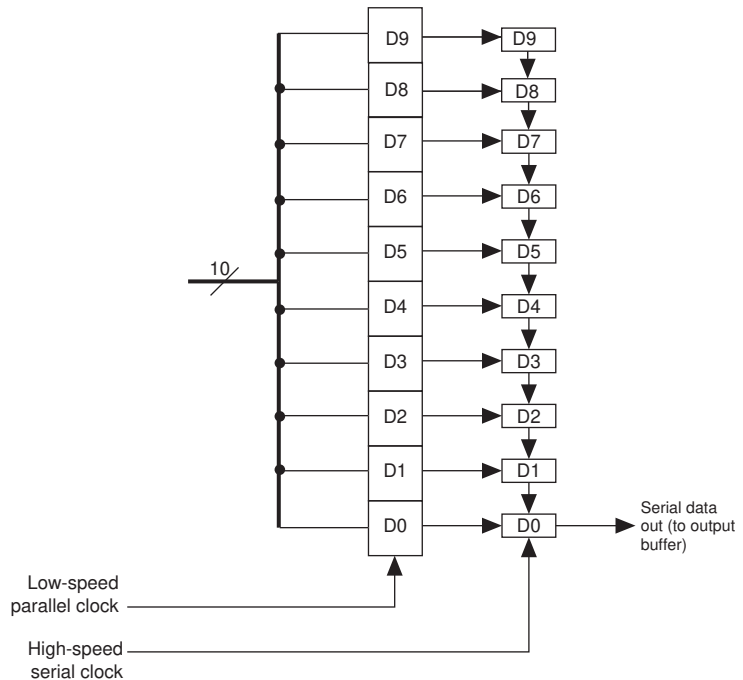 D9 D9
D8 D8
D7 D7
D6 D6
10
D5 D5
D4 D4
D3 D3
D2 D2
D1 D1
D0 D0
Serial data
out (to output
buffer)
Low-speed
parallel clock
High-speed
serial clock